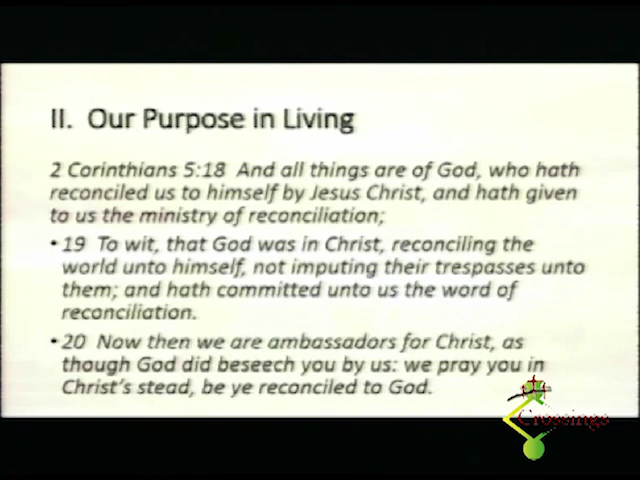 II. Our Purpose in Living
2 Corinthians 5:18 And all things are of God, who hath
reconciled us to himself by Jesus Christ, and hath given
to us the ministry of reconciliation;
•19 To wit, that God was in Christ, reconciling the
world unto himself, not imputing their trespasses unto
them; and hath committed unto us the word of
reconciliation.
•20 Now then we are ambassadors for Christ, as
though God did beseech you by us: we pray you in
Christ's stead, be ye reconciled to God.
Crossings